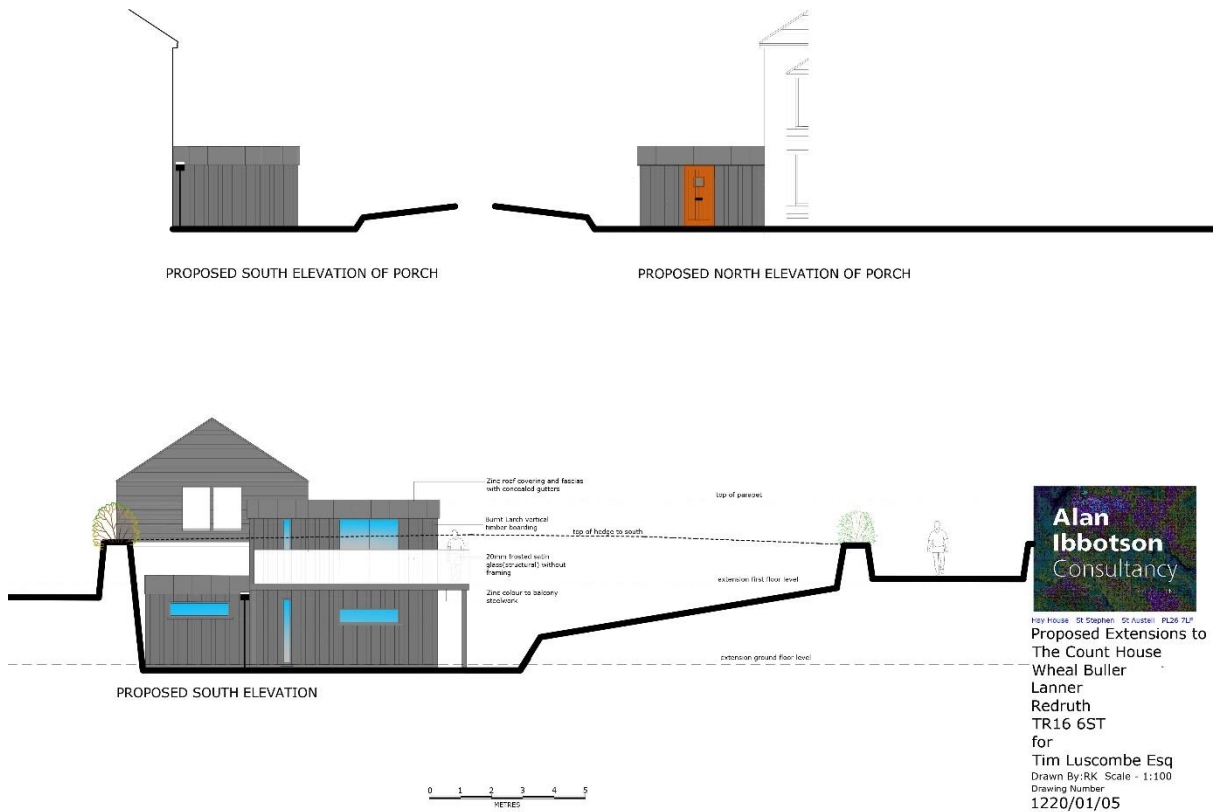 PROPOSED SOUTH ELEVATION OF PORCH
PROPOSED NORTH ELEVATION OF PORCH
Zinc roof covering and fascias
with concealed gutters
top of parapet
Burnt Larch vertical
timber boarding
top of hedge to south
20mm frosted satin
glass(structural) without
framing
extension first floor level
Zinc colour to balcony
steelwork
extension ground floor level
PROPOSED SOUTH ELEVATION
0 1 2 3 4 5
METRES
Alan
Ibbotson
Consultancy
Hay House St Stephen St Austell PL26 7LF
Proposed Extensions to
The Count House
Wheal Buller
Lanner
Redruth
TR16 6ST
for
Tim Luscombe Esq
Drawn By:RK Scale - 1:100
Drawing Number
1220/01/05